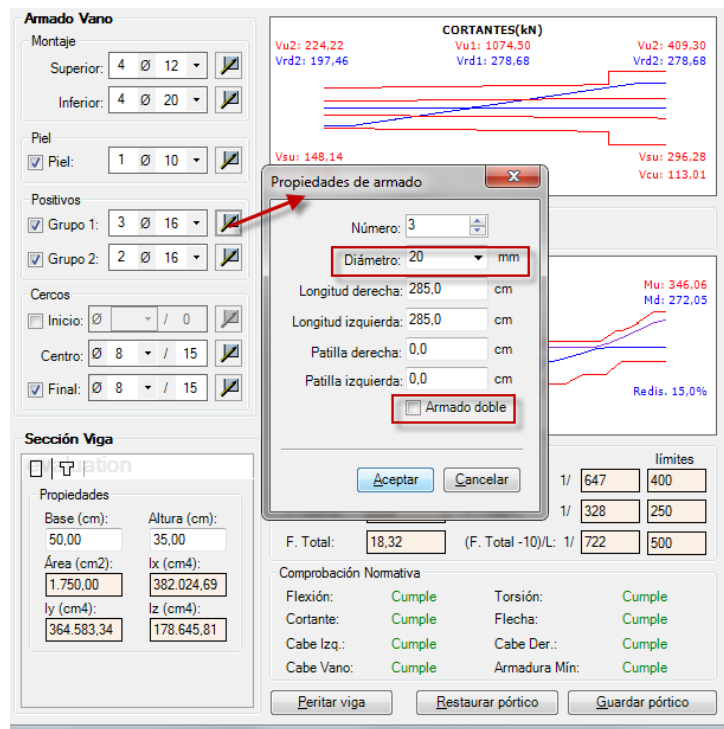 Armado Vano
Montaje
Superior: 4 Ø 12
Inferior: 4 Ø 20
Piel
Piel: 1 Ø 10
Positivos
Grupo 1: 3 Ø 16
Grupo 2: 2 Ø 16
Cercos
Inicio: Ø / 0
Centro: Ø 8 / 15
Final: Ø 8 / 15
Sección Viga
evaluation
Propiedades
Base (cm): Altura (cm):
50,00 35,00
Área (cm2): Ix (cm4):
1.750,00 382.024,69
Iy (cm4): Iz (cm4):
364.583,34 178.645,81
CORTANTES(kN)
Vu2: 224,22 Vu1: 1074,50 Vu2: 409,30
Vrd2: 197,46 Vrd1: 278,68 Vrd2: 278,68
Vsu: 148,14 Vsu: 296,28
Vcu: 113,01
Propiedades de armado
Número: 3
Diámetro: 20 mm
Longitud derecha: 285,0 cm
Longitud izquierda: 285,0 cm
Patilla derecha: 0,0 cm
Patilla izquierda: 0,0 cm
Armado doble
Aceptar Cancelar
Mu: 346,06
Md: 272,05
Redis. 15,0%
límites
1/ 647 400
1/ 328 250
F. Total: 18,32 (F. Total -10)/L: 1/ 722 500
Comprobación Normativa
Flexión: Cumple Torsión: Cumple
Cortante: Cumple Flecha: Cumple
Cabe Izq.: Cumple Cabe Der.: Cumple
Cabe Vano: Cumple Armadura Mín: Cumple
Peritar viga Restaurar pórtico Guardar pórtico